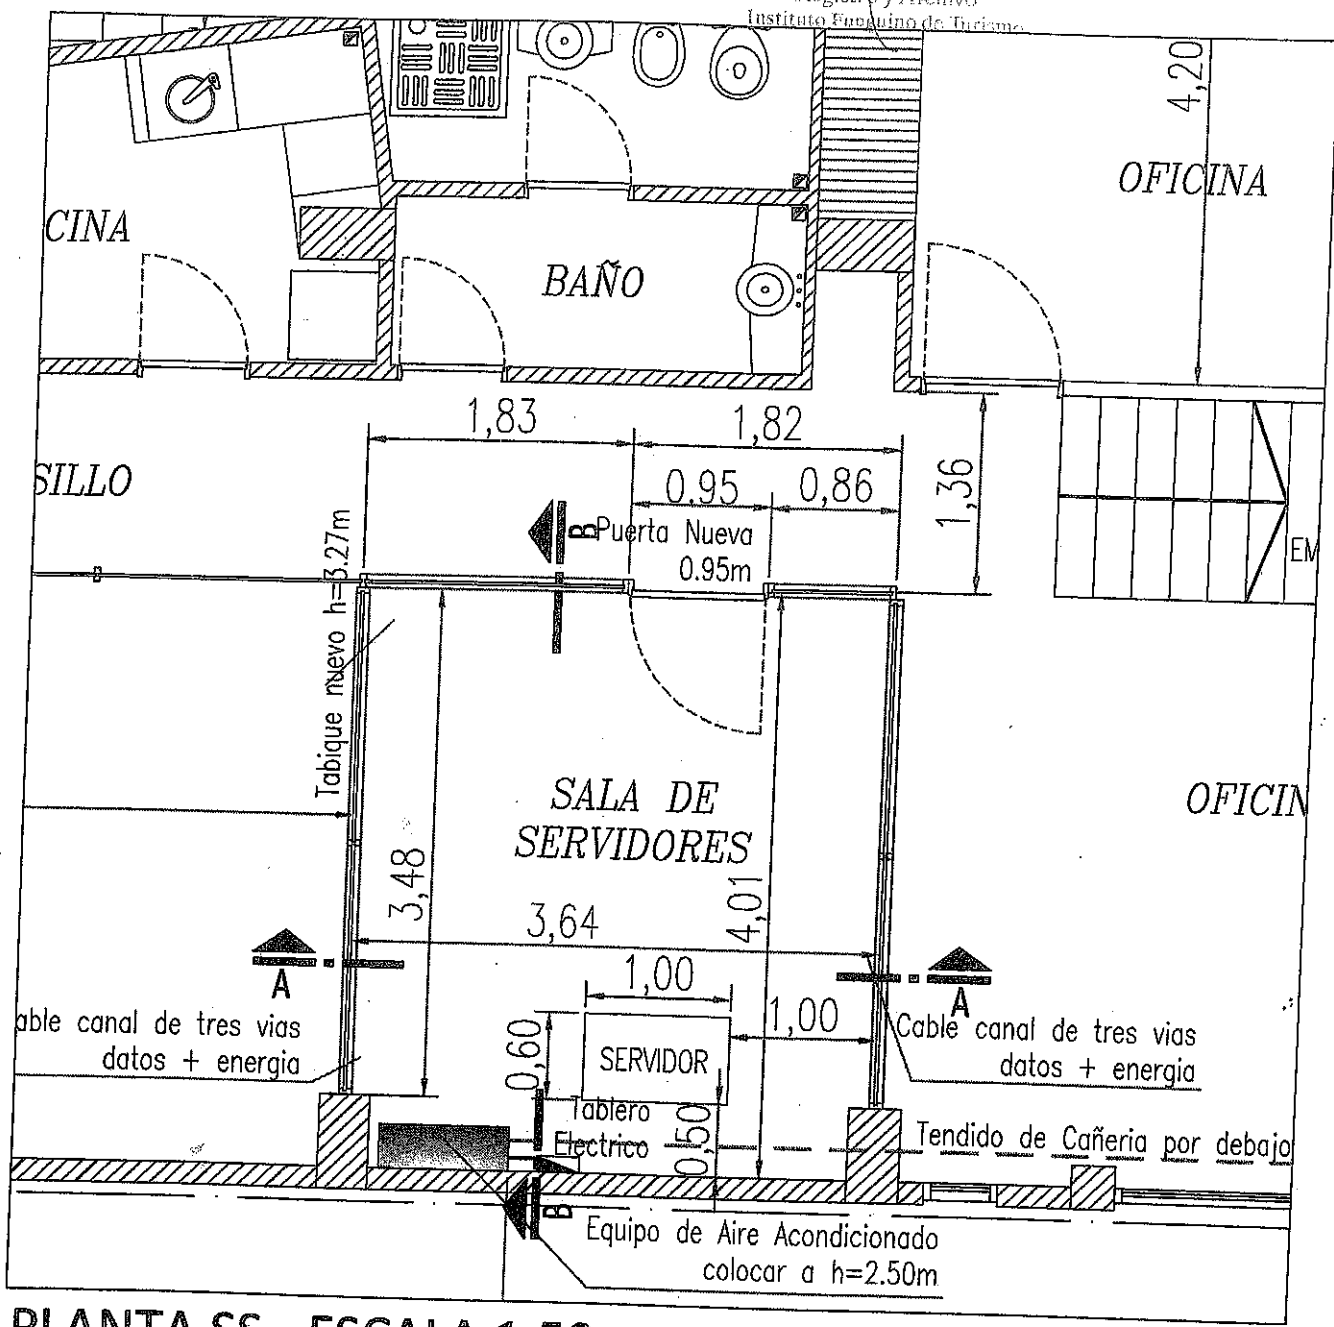 Instituto Fueguino de Turismo
4,20
OFICINA
CINA
BAÑO
1,83
1,82
SILLO
0.95
0,86
1,36
B
Puerta Nueva
0.95m
EM
Tabique nuevo h=3.27m
SALA DE
SERVIDORES
OFICIN
3,48
4,01
3,64
A
A
1,00
1,00
able canal de tres vias
datos + energia
Cable canal de tres vias
datos + energia
0,60
SERVIDOR
Tablero
Electrico
0,50
Tendido de Cañeria por debajo
B
Equipo de Aire Acondicionado
colocar a h=2.50m
PLANTA SS - ESCALA 1:50